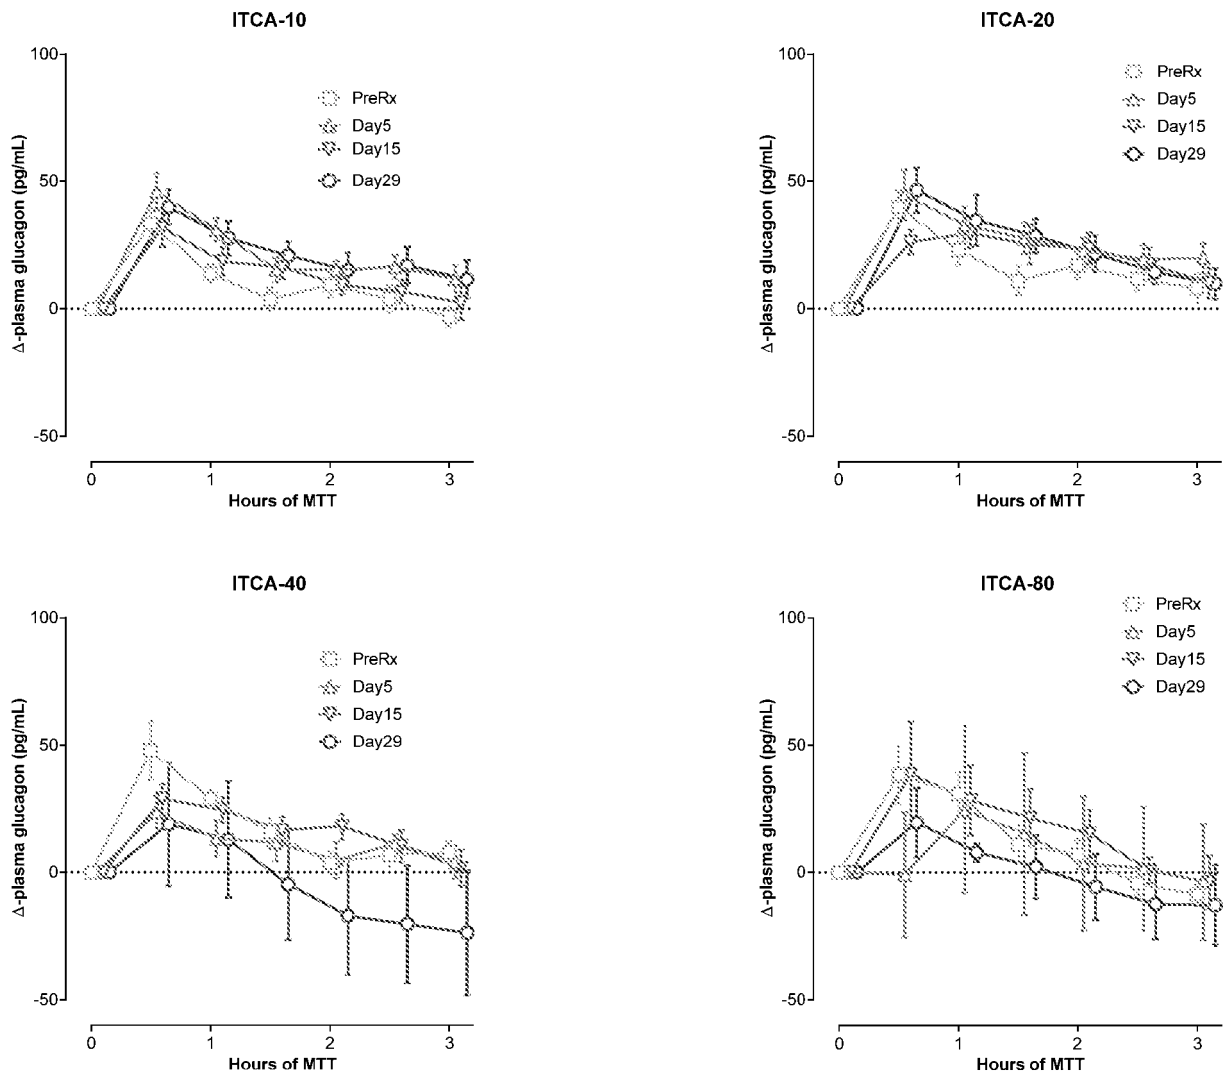 ITCA-10
100
50
0
-50
Δ-plasma glucagon (pg/mL)
PreRx
Day5
Day15
Day29
0 1 2 3
Hours of MTT
ITCA-20
100
50
0
-50
Δ-plasma glucagon (pg/mL)
PreRx
Day5
Day15
Day29
0 1 2 3
Hours of MTT
ITCA-40
100
50
0
-50
Δ-plasma glucagon (pg/mL)
PreRx
Day5
Day15
Day29
0 1 2 3
Hours of MTT
ITCA-80
100
50
0
-50
Δ-plasma glucagon (pg/mL)
PreRx
Day5
Day15
Day29
0 1 2 3
Hours of MTT